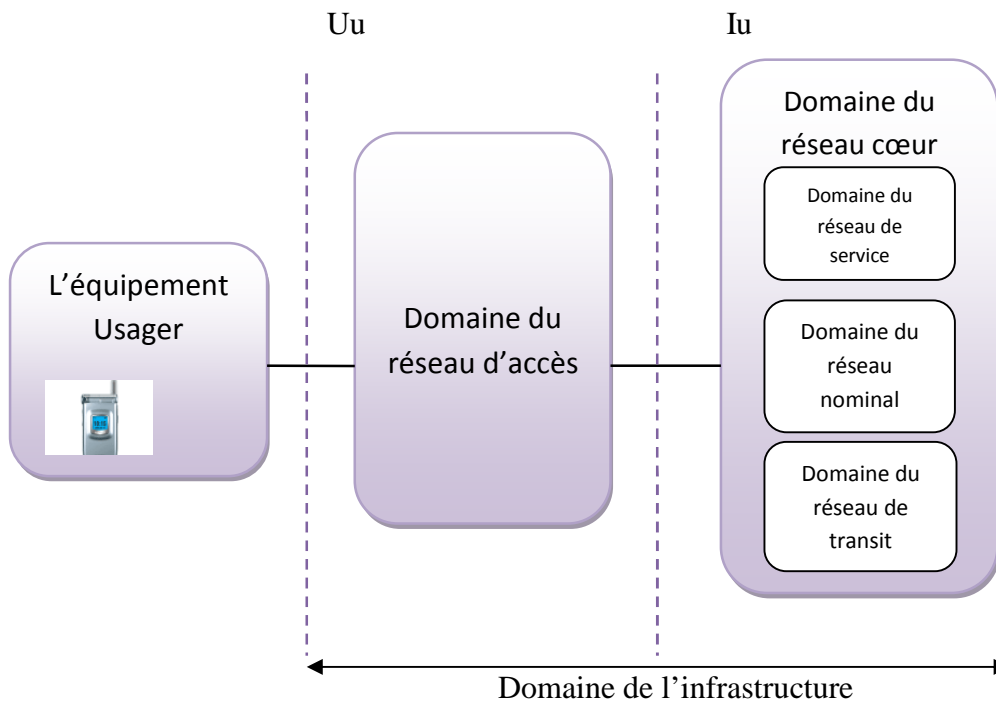 Uu
Iu
L’équipement
Usager
Domaine du
réseau d’accès
Domaine du
réseau cœur
Domaine du
réseau de
service
Domaine du
réseau
nominal
Domaine du
réseau de
transit
Domaine de l’infrastructure